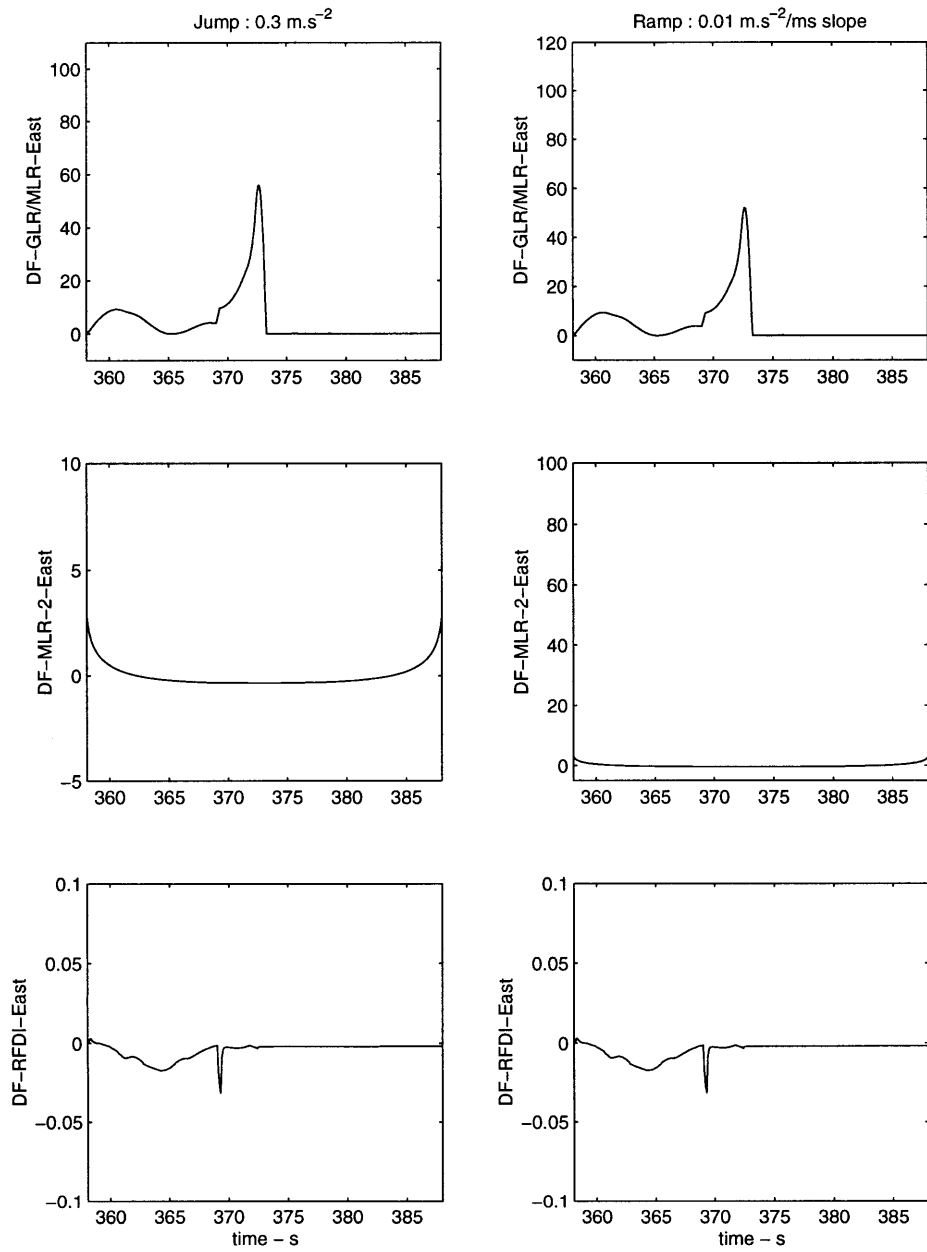 Jump : 0.3 m.s−2
DF−GLR/MLR−East
100
80
60
40
20
0
360 365 370 375 380 385
Ramp : 0.01 m.s−2/ms slope
DF−GLR/MLR−East
120
100
80
60
40
20
0
360 365 370 375 380 385
DF−MLR−2−East
10
5
0
−5
360 365 370 375 380 385
DF−MLR−2−East
100
80
60
40
20
0
360 365 370 375 380 385
DF−RFDI−East
0.1
0.05
0
−0.05
−0.1
360 365 370 375 380 385
time − s
DF−RFDI−East
0.1
0.05
0
−0.05
−0.1
360 365 370 375 380 385
time − s